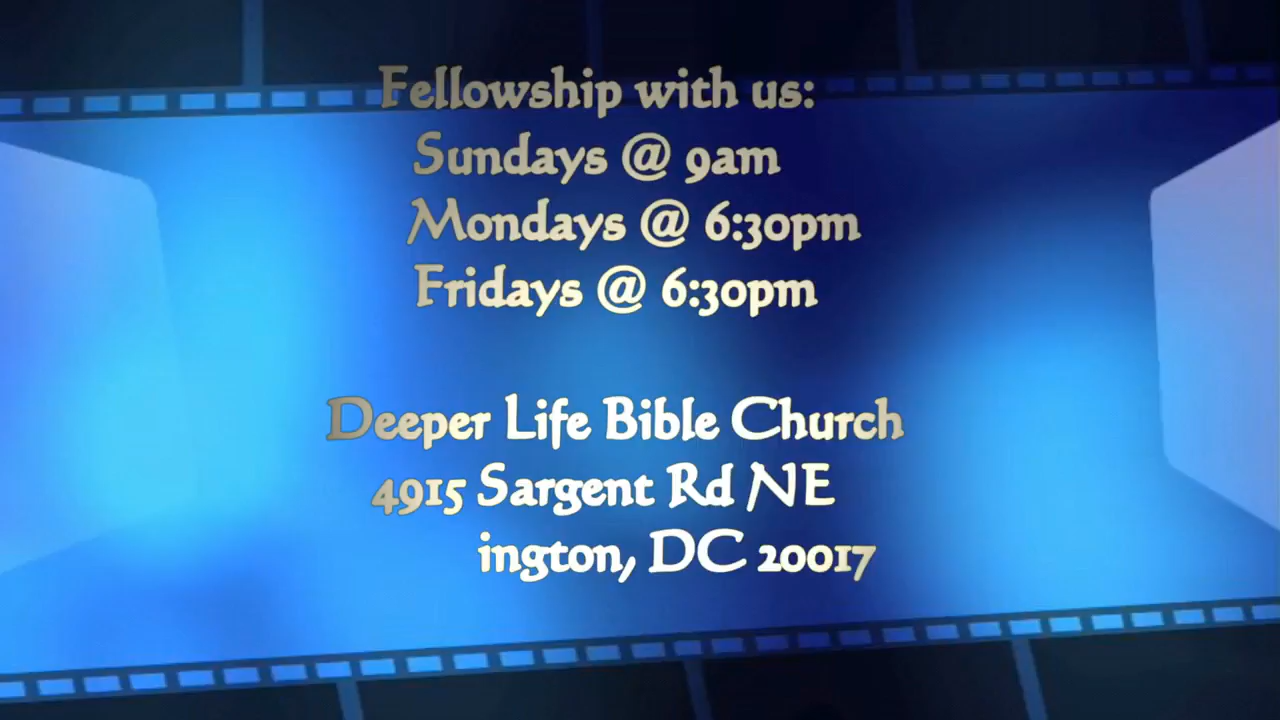 Fellowship with us:
Sundays @ 9am
Mondays @ 6:30pm
Fridays @ 6:30pm
Deeper Life Bible Church
4915 Sargent Rd NE
ington, DC 20017